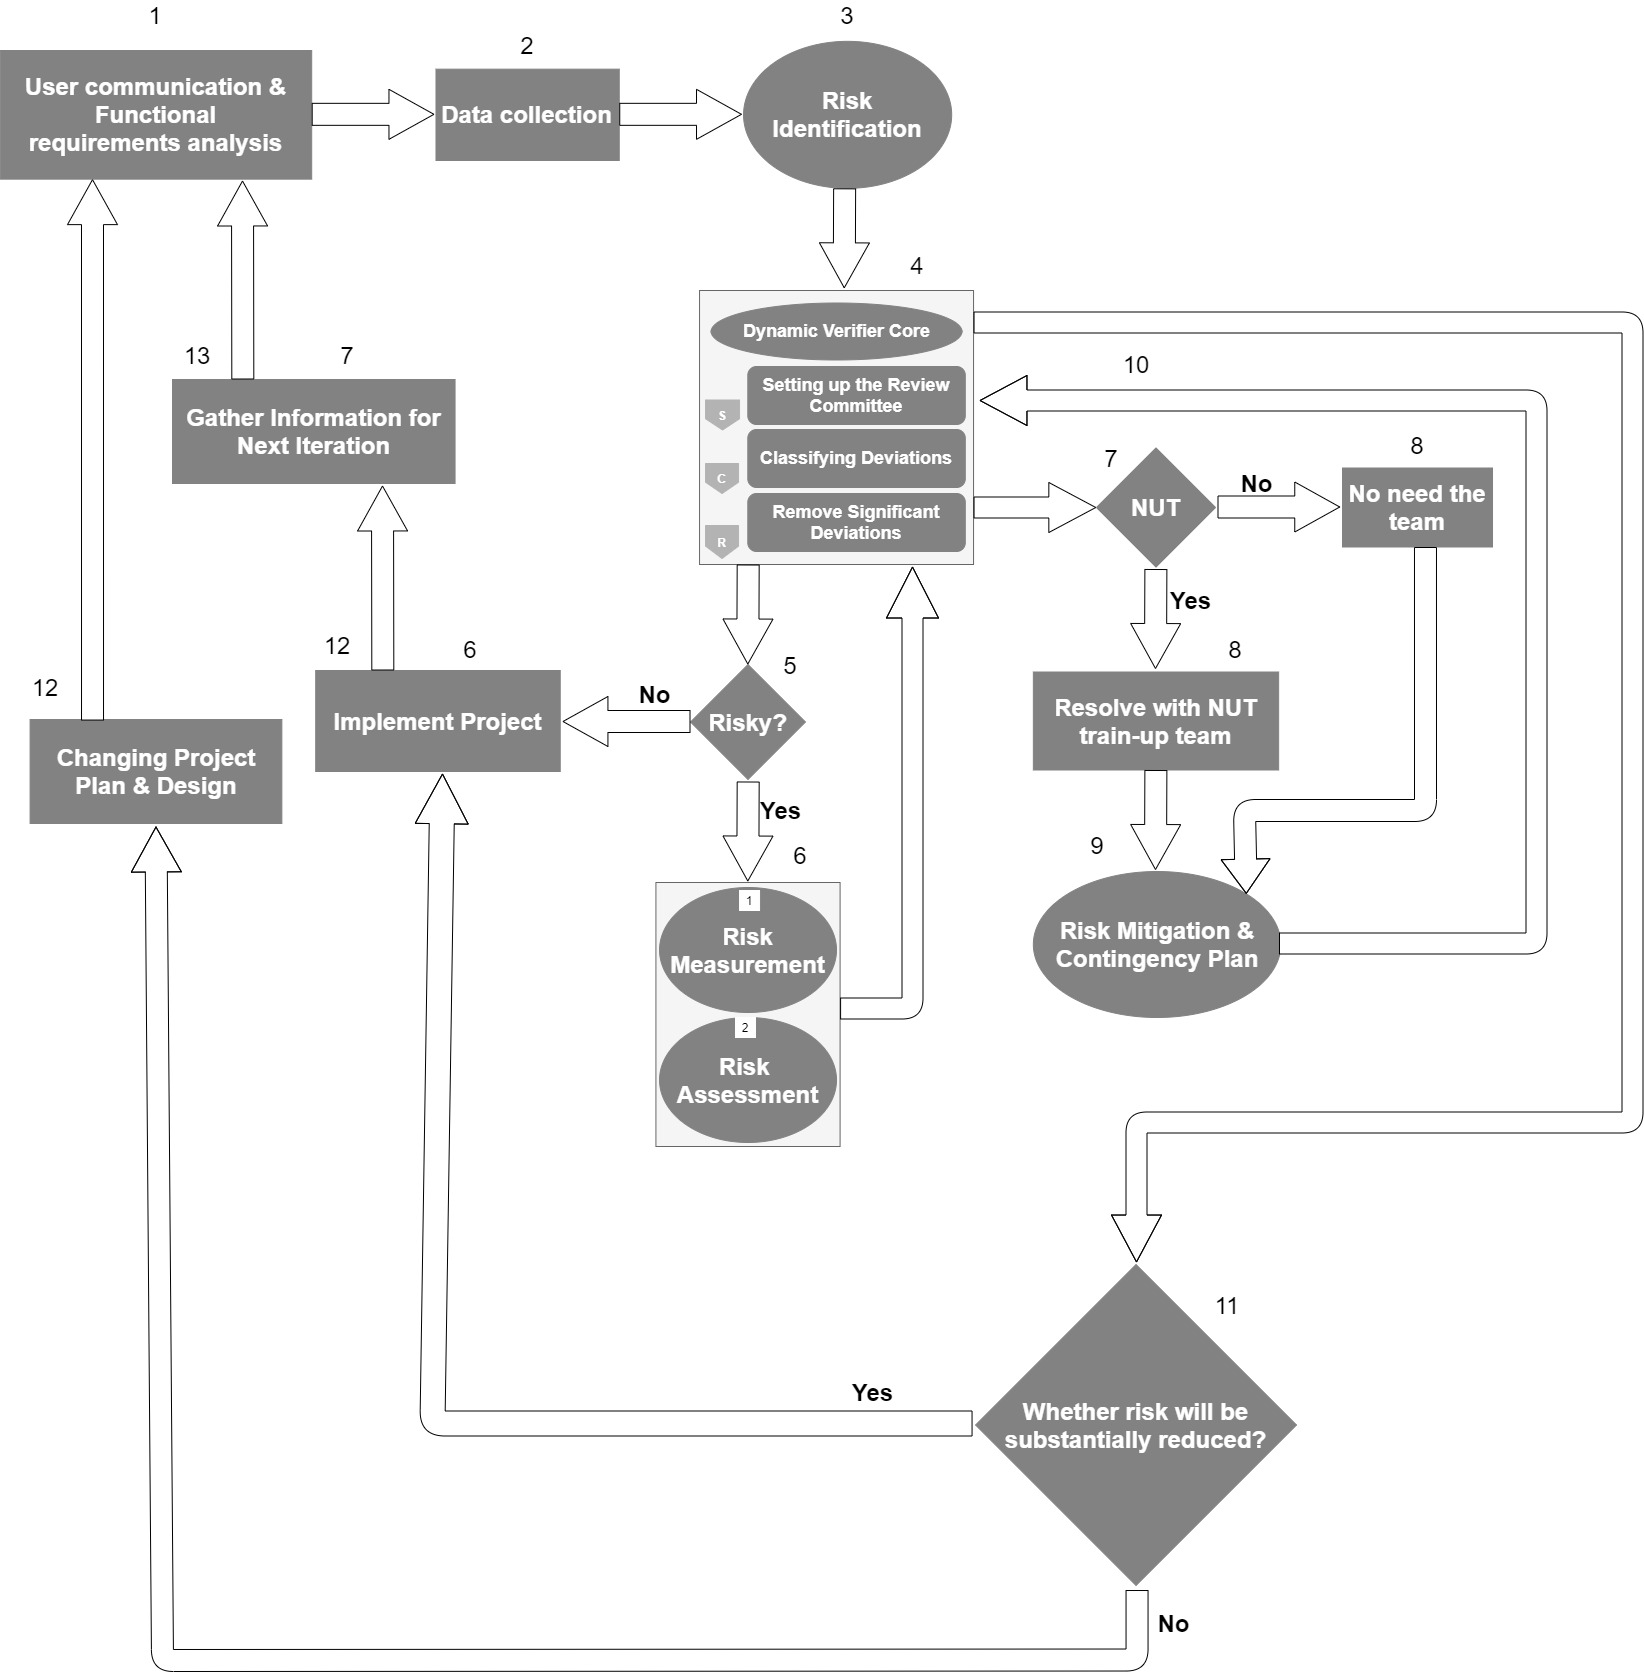 1
User communication &
Functional
requirements analysis
2
Data collection
3
Risk
Identification
4
Dynamic Verifier Core
S
Setting up the Review
Committee
C
Classifying Deviations
R
Remove Significant
Deviations
10
7
NUT
No
8
No need the
team
Yes
8
Resolve with NUT
train-up team
9
Risk Mitigation &
Contingency Plan
13
7
Gather Information for
Next Iteration
12
6
Implement Project
No
5
Risky?
Yes
6
1
Risk
Measurement
2
Risk
Assessment
12
Changing Project
Plan & Design
11
Whether risk will be
substantially reduced?
Yes
No